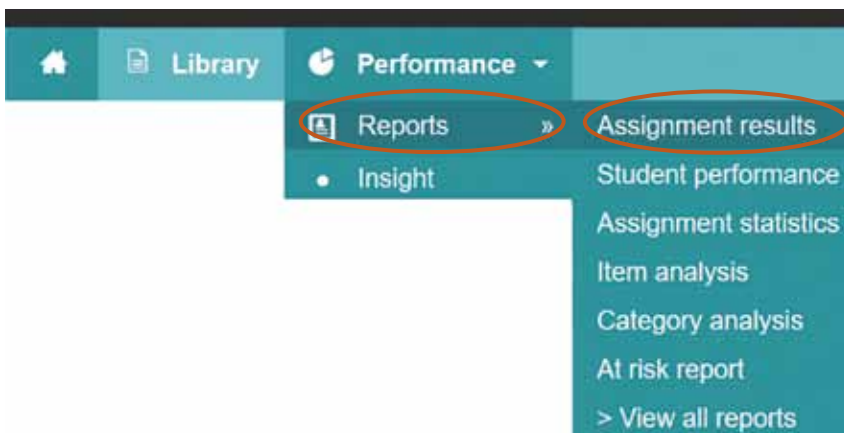 Library
Performance
Reports »
Insight
Assignment results
Student performance
Assignment statistics
Item analysis
Category analysis
At risk report
> View all reports